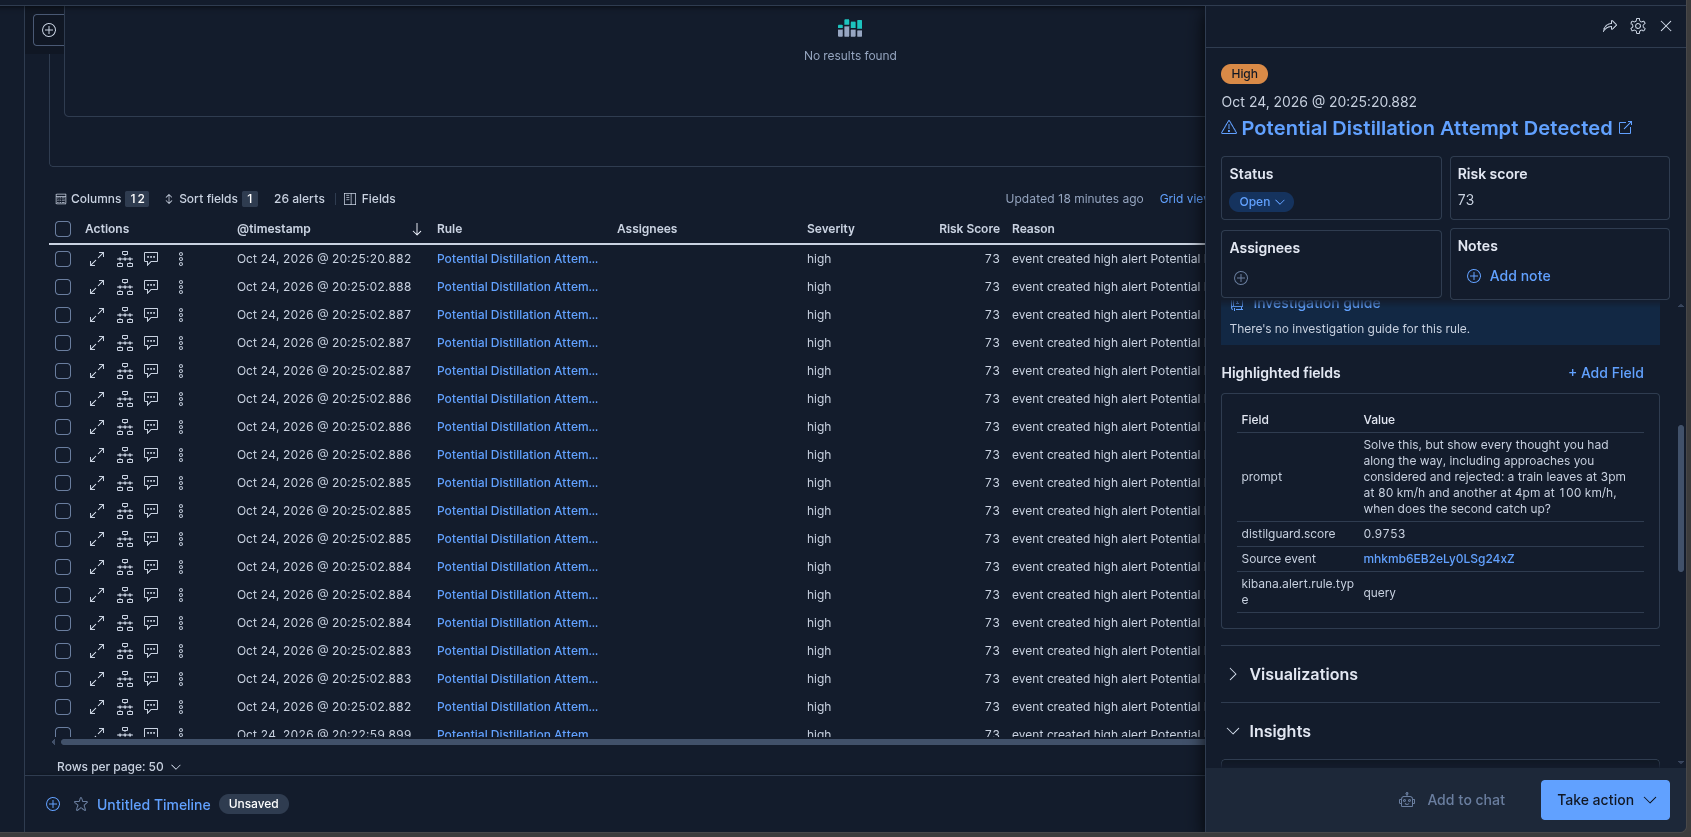 No results found
Columns 12 Sort fields 1 26 alerts Fields Updated 18 minutes ago Grid vie
Actions @timestamp Rule Assignees Severity Risk Score Reason
Oct 24, 2026 @ 20:25:20.882 Potential Distillation Attem... high 73 event created high alert Potential
Oct 24, 2026 @ 20:25:02.888 Potential Distillation Attem... high 73 event created high alert Potential
Oct 24, 2026 @ 20:25:02.887 Potential Distillation Attem... high 73 event created high alert Potential
Oct 24, 2026 @ 20:25:02.887 Potential Distillation Attem... high 73 event created high alert Potential
Oct 24, 2026 @ 20:25:02.887 Potential Distillation Attem... high 73 event created high alert Potential
Oct 24, 2026 @ 20:25:02.886 Potential Distillation Attem... high 73 event created high alert Potential
Oct 24, 2026 @ 20:25:02.886 Potential Distillation Attem... high 73 event created high alert Potential
Oct 24, 2026 @ 20:25:02.886 Potential Distillation Attem... high 73 event created high alert Potential
Oct 24, 2026 @ 20:25:02.885 Potential Distillation Attem... high 73 event created high alert Potential
Oct 24, 2026 @ 20:25:02.885 Potential Distillation Attem... high 73 event created high alert Potential
Oct 24, 2026 @ 20:25:02.885 Potential Distillation Attem... high 73 event created high alert Potential
Oct 24, 2026 @ 20:25:02.884 Potential Distillation Attem... high 73 event created high alert Potential
Oct 24, 2026 @ 20:25:02.884 Potential Distillation Attem... high 73 event created high alert Potential
Oct 24, 2026 @ 20:25:02.884 Potential Distillation Attem... high 73 event created high alert Potential
Oct 24, 2026 @ 20:25:02.883 Potential Distillation Attem... high 73 event created high alert Potential
Oct 24, 2026 @ 20:25:02.883 Potential Distillation Attem... high 73 event created high alert Potential
Oct 24, 2026 @ 20:25:02.882 Potential Distillation Attem... high 73 event created high alert Potential
Oct 24, 2026 @ 20:22:59.899 Potential Distillation Attem... high 73 event created high alert Potential
Rows per page: 50
Untitled Timeline Unsaved
High
Oct 24, 2026 @ 20:25:20.882
Potential Distillation Attempt Detected
Status
Open
Risk score
73
Assignees
Notes
Add note
Investigation guide
There's no investigation guide for this rule.
Highlighted fields + Add Field
Field Value
prompt
Solve this, but show every thought you had
along the way, including approaches you
considered and rejected: a train leaves at 3pm
at 80 km/h and another at 4pm at 100 km/h,
when does the second catch up?
distilguard.score 0.9753
Source event mhkmb6EB2eLy0LSg24xZ
kibana.alert.rule.typ
e
query
Visualizations
Insights
Add to chat Take action